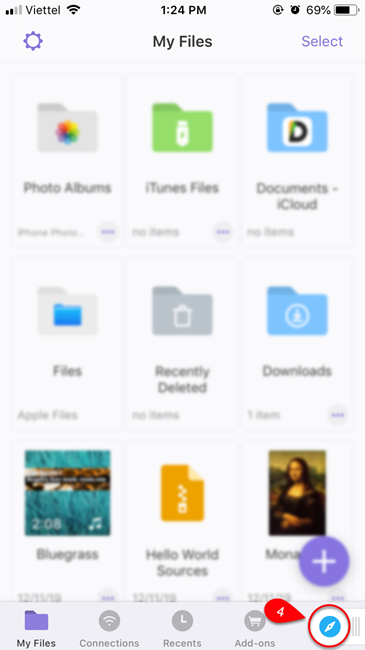 Viettel 1:24 PM 69%
My Files Select
Photo Albums iTunes Files Documents -
iCloud
iPhone Photo... no items no items
Files Recently
Deleted Downloads
Apple Files no items 1 item
2:08
Bluegrass Hello World
Sources Mona
12/11/19 12/11/19 12/11/19
4
My Files Connections Recents Add-ons